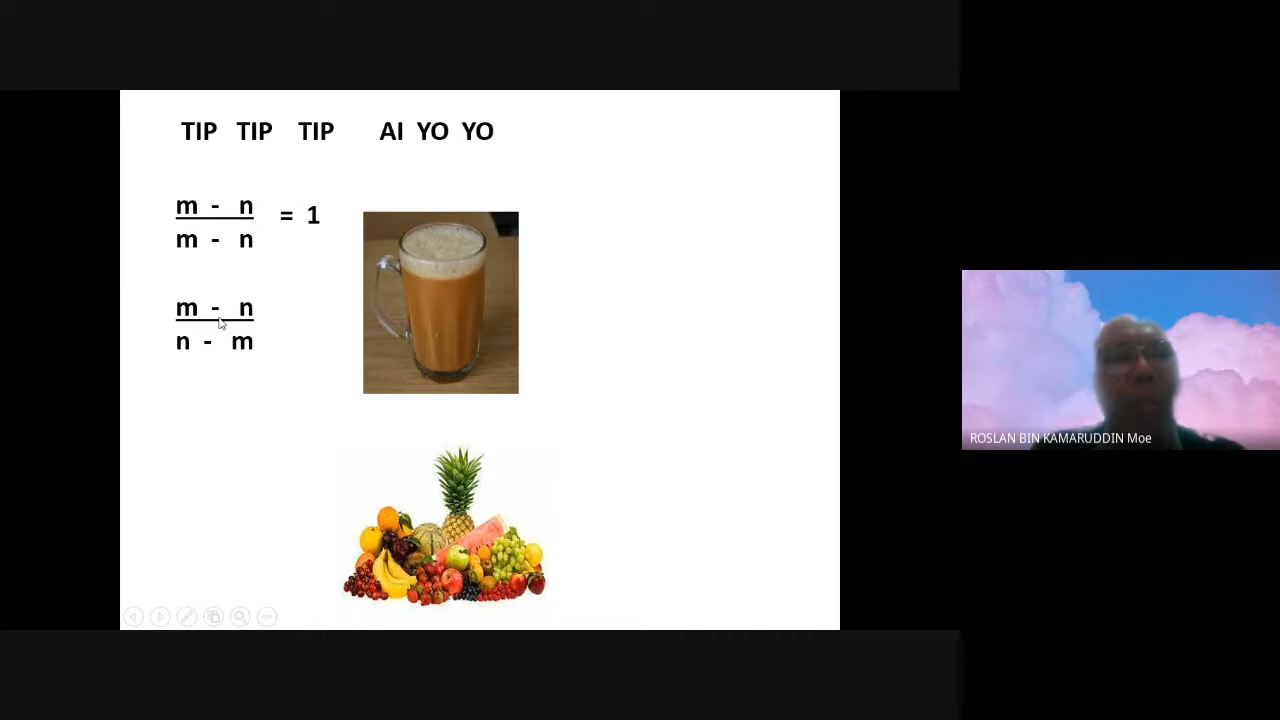 TIP TIP TIP AI YO YO
m - n
= 1
m - n
m - n
n - m
ROSLAN BIN KAMARUDDIN Moe